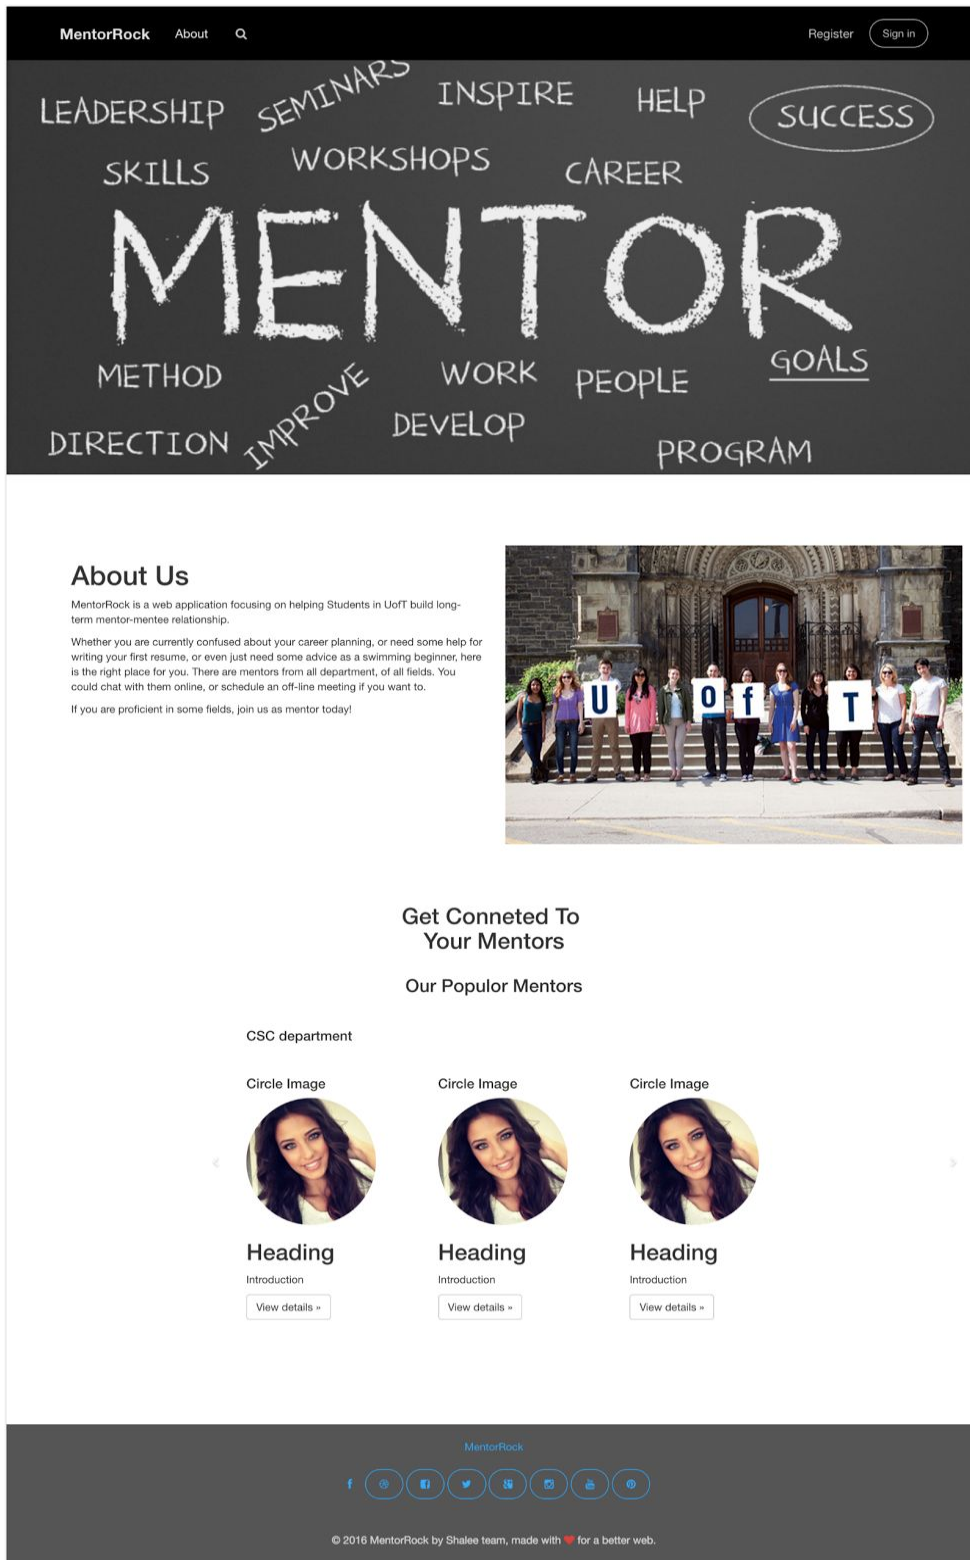 MentorRock About Register Sign in
LEADERSHIP SEMINARS INSPIRE HELP SUCCESS
SKILLS WORKSHOPS CAREER
MENTOR
METHOD IMPROVE WORK PEOPLE GOALS
DIRECTION DEVELOP PROGRAM
About Us
MentorRock is a web application focusing on helping Students in UofT build long-
term mentor-mentee relationship.
Whether you are currently confused about your career planning, or need some help for
writing your first resume, or even just need some advice as a swimming beginner, here
is the right place for you. There are mentors from all department, of all fields. You
could chat with them online, or schedule an off-line meeting if you want to.
If you are proficient in some fields, join us as mentor today!
U of T
Get Conneted To
Your Mentors
Our Populor Mentors
CSC department
Circle Image Circle Image Circle Image
Heading Heading Heading
Introduction Introduction Introduction
View details » View details » View details »
MentorRock
© 2016 MentorRock by Shalee team, made with ❤ for a better web.